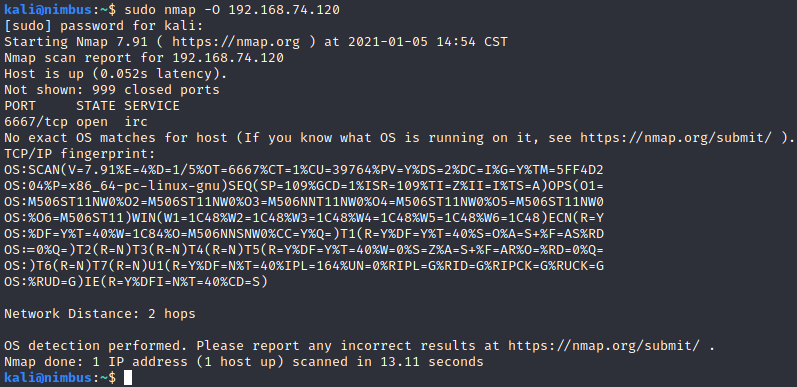 kali@nimbus:~$ sudo nmap -O 192.168.74.120
[sudo] password for kali:
Starting Nmap 7.91 ( https://nmap.org ) at 2021-01-05 14:54 CST
Nmap scan report for 192.168.74.120
Host is up (0.052s latency).
Not shown: 999 closed ports
PORT     STATE SERVICE
6667/tcp open  irc
No exact OS matches for host (If you know what OS is running on it, see https://nmap.org/submit/ ).
TCP/IP fingerprint:
OS:SCAN(V=7.91%E=4%D=1/5%OT=6667%CT=1%CU=39764%PV=Y%DS=2%DC=I%G=Y%TM=5FF4D2
OS:04%P=x86_64-pc-linux-gnu)SEQ(SP=109%GCD=1%ISR=109%TI=Z%II=I%TS=A)OPS(O1=
OS:M506ST11NW0%O2=M506ST11NW0%O3=M506NNT11NW0%O4=M506ST11NW0%O5=M506ST11NW0
OS:%O6=M506ST11)WIN(W1=1C48%W2=1C48%W3=1C48%W4=1C48%W5=1C48%W6=1C48)ECN(R=Y
OS:%DF=Y%T=40%W=1C84%O=M506NNSNW0%CC=Y%Q=)T1(R=Y%DF=Y%T=40%S=O%A=S+%F=AS%RD
OS:=0%Q=)T2(R=N)T3(R=N)T4(R=N)T5(R=Y%DF=Y%T=40%W=0%S=Z%A=S+%F=AR%O=%RD=0%Q=
OS:)T6(R=N)T7(R=N)U1(R=Y%DF=N%T=40%IPL=164%UN=0%RIPL=G%RID=G%RIPCK=G%RUCK=G
OS:%RUD=G)IE(R=Y%DFI=N%T=40%CD=S)
Network Distance: 2 hops
OS detection performed. Please report any incorrect results at https://nmap.org/submit/ .
Nmap done: 1 IP address (1 host up) scanned in 13.11 seconds
kali@nimbus:~$